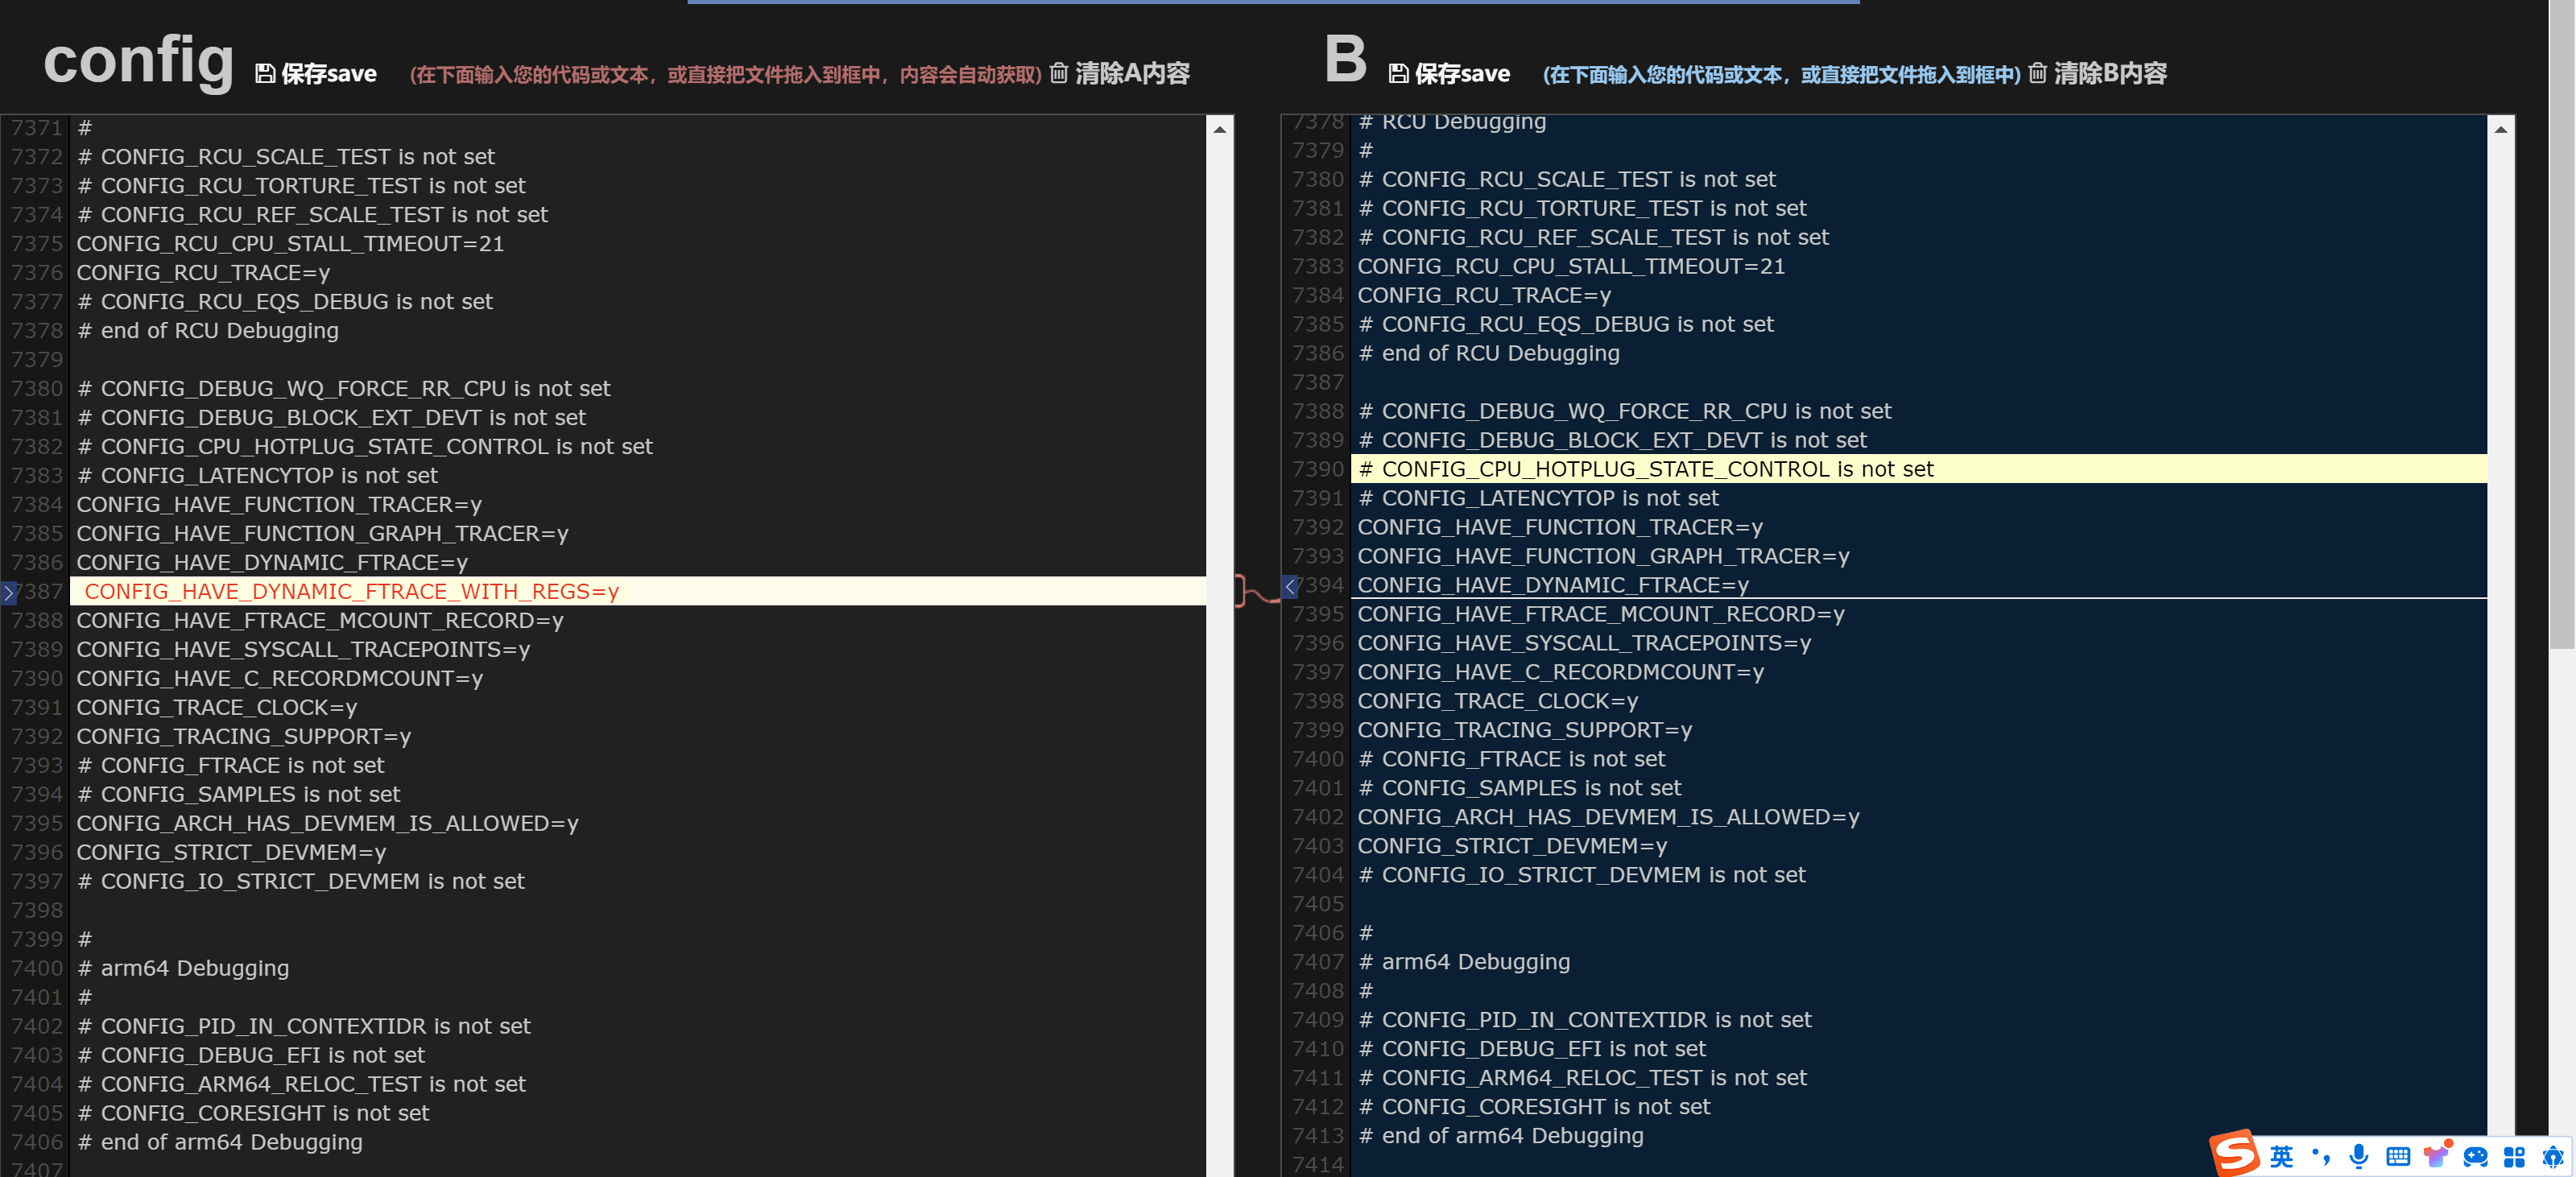 config 保存save (在下面输入您的代码或文本，或直接把文件拖入到框中，内容会自动获取) 清除A内容
7371 #
7372 # CONFIG_RCU_SCALE_TEST is not set
7373 # CONFIG_RCU_TORTURE_TEST is not set
7374 # CONFIG_RCU_REF_SCALE_TEST is not set
7375 CONFIG_RCU_CPU_STALL_TIMEOUT=21
7376 CONFIG_RCU_TRACE=y
7377 # CONFIG_RCU_EQS_DEBUG is not set
7378 # end of RCU Debugging
7379
7380 # CONFIG_DEBUG_WQ_FORCE_RR_CPU is not set
7381 # CONFIG_DEBUG_BLOCK_EXT_DEVT is not set
7382 # CONFIG_CPU_HOTPLUG_STATE_CONTROL is not set
7383 # CONFIG_LATENCYTOP is not set
7384 CONFIG_HAVE_FUNCTION_TRACER=y
7385 CONFIG_HAVE_FUNCTION_GRAPH_TRACER=y
7386 CONFIG_HAVE_DYNAMIC_FTRACE=y
7387 CONFIG_HAVE_DYNAMIC_FTRACE_WITH_REGS=y
7388 CONFIG_HAVE_FTRACE_MCOUNT_RECORD=y
7389 CONFIG_HAVE_SYSCALL_TRACEPOINTS=y
7390 CONFIG_HAVE_C_RECORDMCOUNT=y
7391 CONFIG_TRACE_CLOCK=y
7392 CONFIG_TRACING_SUPPORT=y
7393 # CONFIG_FTRACE is not set
7394 # CONFIG_SAMPLES is not set
7395 CONFIG_ARCH_HAS_DEVMEM_IS_ALLOWED=y
7396 CONFIG_STRICT_DEVMEM=y
7397 # CONFIG_IO_STRICT_DEVMEM is not set
7398
7399 #
7400 # arm64 Debugging
7401 #
7402 # CONFIG_PID_IN_CONTEXTIDR is not set
7403 # CONFIG_DEBUG_EFI is not set
7404 # CONFIG_ARM64_RELOC_TEST is not set
7405 # CONFIG_CORESIGHT is not set
7406 # end of arm64 Debugging
7407
B 保存save (在下面输入您的代码或文本，或直接把文件拖入到框中) 清除B内容
7378 # RCU Debugging
7379 #
7380 # CONFIG_RCU_SCALE_TEST is not set
7381 # CONFIG_RCU_TORTURE_TEST is not set
7382 # CONFIG_RCU_REF_SCALE_TEST is not set
7383 CONFIG_RCU_CPU_STALL_TIMEOUT=21
7384 CONFIG_RCU_TRACE=y
7385 # CONFIG_RCU_EQS_DEBUG is not set
7386 # end of RCU Debugging
7387
7388 # CONFIG_DEBUG_WQ_FORCE_RR_CPU is not set
7389 # CONFIG_DEBUG_BLOCK_EXT_DEVT is not set
7390 # CONFIG_CPU_HOTPLUG_STATE_CONTROL is not set
7391 # CONFIG_LATENCYTOP is not set
7392 CONFIG_HAVE_FUNCTION_TRACER=y
7393 CONFIG_HAVE_FUNCTION_GRAPH_TRACER=y
7394 CONFIG_HAVE_DYNAMIC_FTRACE=y
7395 CONFIG_HAVE_FTRACE_MCOUNT_RECORD=y
7396 CONFIG_HAVE_SYSCALL_TRACEPOINTS=y
7397 CONFIG_HAVE_C_RECORDMCOUNT=y
7398 CONFIG_TRACE_CLOCK=y
7399 CONFIG_TRACING_SUPPORT=y
7400 # CONFIG_FTRACE is not set
7401 # CONFIG_SAMPLES is not set
7402 CONFIG_ARCH_HAS_DEVMEM_IS_ALLOWED=y
7403 CONFIG_STRICT_DEVMEM=y
7404 # CONFIG_IO_STRICT_DEVMEM is not set
7405
7406 #
7407 # arm64 Debugging
7408 #
7409 # CONFIG_PID_IN_CONTEXTIDR is not set
7410 # CONFIG_DEBUG_EFI is not set
7411 # CONFIG_ARM64_RELOC_TEST is not set
7412 # CONFIG_CORESIGHT is not set
7413 # end of arm64 Debugging
7414
英